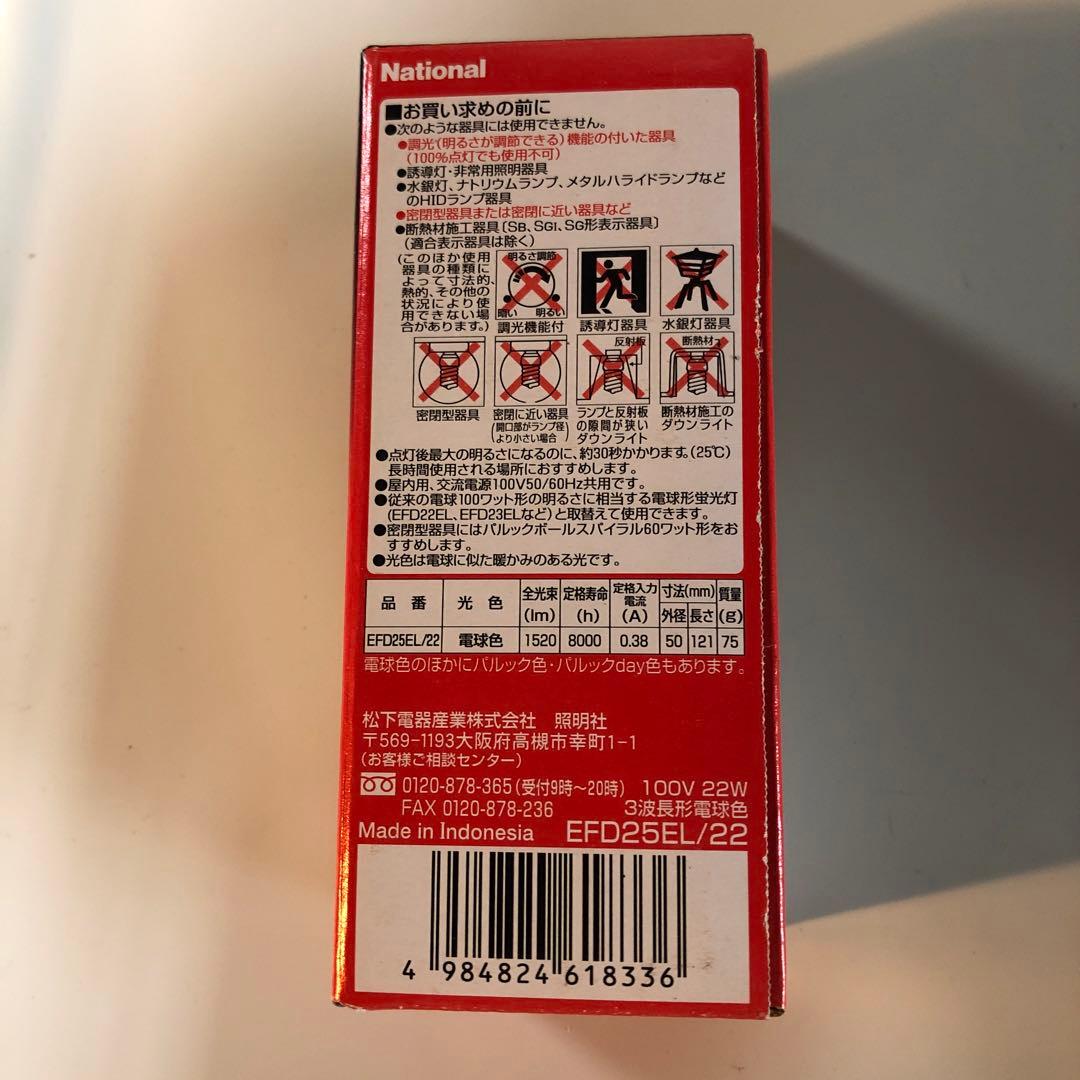 National
■お買い求めの前に
●次のような器具には使用できません。
●調光(明るさが調節できる)機能の付いた器具
(100%点灯でも使用不可)
●誘導灯・非常用照明器具
●水銀灯、ナトリウムランプ、メタルハライドランプなど
のHIDランプ器具
●密閉型器具または密閉に近い器具など
●断熱材施工器具〔SB、SGI、SG形表示器具〕
(適合表示器具は除く)
(このほか使用
器具の種類に
よって寸法的、
熱的、その他の
状況により使
用できない場
合があります。)
明るさ調節
暗い 明るい
調光機能付
誘導灯器具
水銀灯器具
反射板
断熱材
密閉型器具
密閉に近い器具
(開口部がランプ径
より小さい場合)
ランプと反射板
の隙間が狭い
ダウンライト
断熱材施工の
ダウンライト
●点灯後最大の明るさになるのに、約30秒かかります。(25℃)
長時間使用される場所におすすめします。
●屋内用、交流電源100V50/60Hz共用です。
●従来の電球100ワット形の明るさに相当する電球形蛍光灯
(EFD22EL、EFD23ELなど)と取替えて使用できます。
●密閉型器具にはパルックボールスパイラル60ワット形をお
すすめします。
●光色は電球に似た暖かみのある光です。
品番 光色 全光束(lm) 定格寿命(h) 定格入力電流(A) 寸法(mm) 外径 長さ 質量(g)
EFD25EL/22 電球色 1520 8000 0.38 50 121 75
電球色のほかにパルック色・パルックday色もあります。
松下電器産業株式会社 照明社
〒569-1193大阪府高槻市幸町1-1
(お客様ご相談センター)
0120-878-365(受付9時~20時) 100V 22W
FAX 0120-878-236 3波長形電球色
Made in Indonesia EFD25EL/22
4 984824 618336